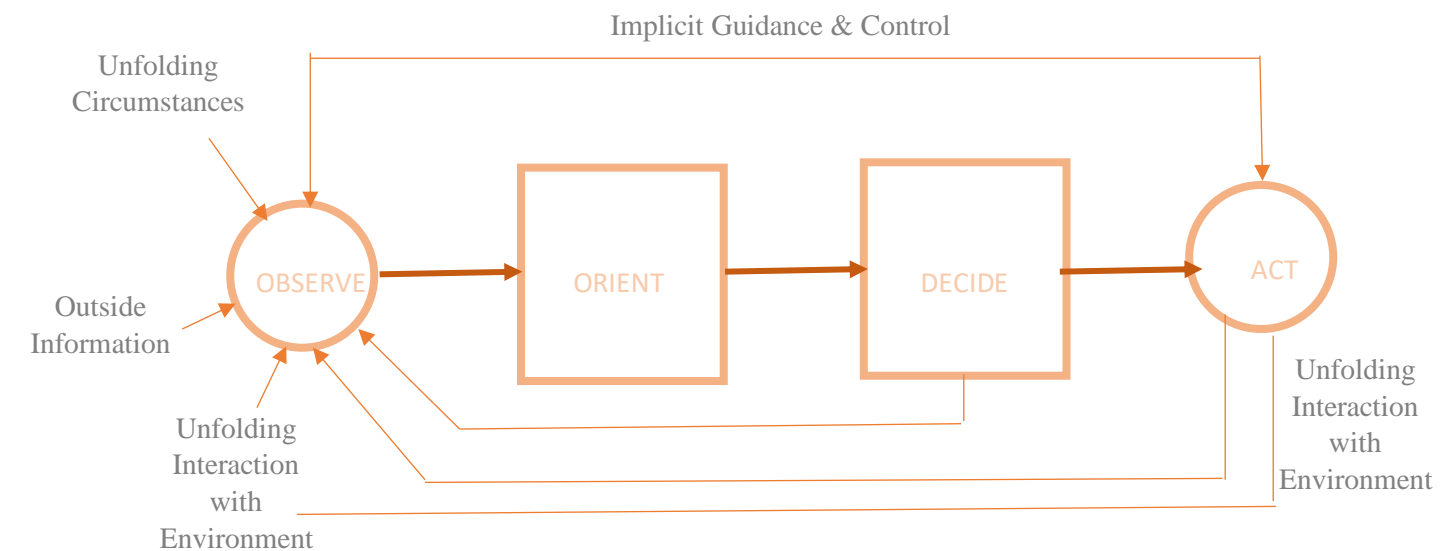 Implicit Guidance & Control
Unfolding
Circumstances
OBSERVE
ORIENT
DECIDE
ACT
Outside
Information
Unfolding
Interaction
with
Environment
Unfolding
Interaction
with
Environment